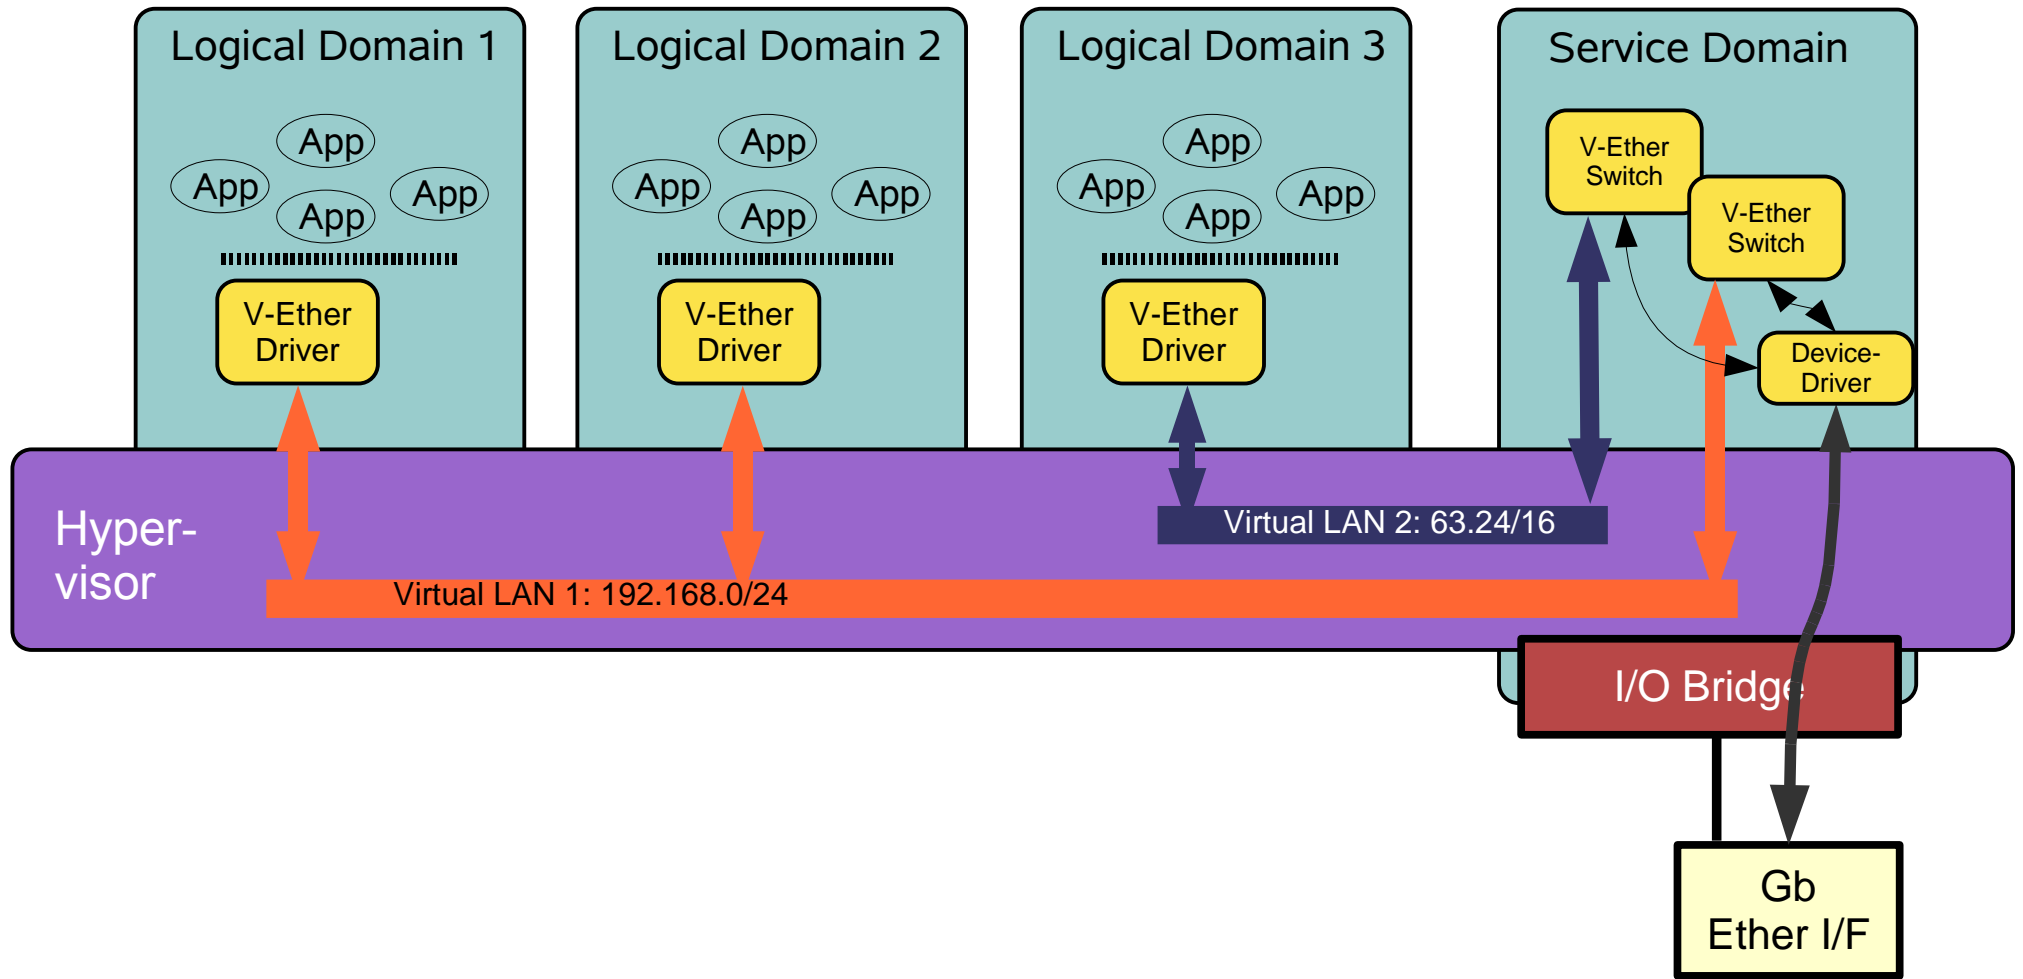 Logical Domain 1
App
App
App
App
V-Ether
Driver
Logical Domain 2
App
App
App
App
V-Ether
Driver
Logical Domain 3
App
App
App
App
V-Ether
Driver
Service Domain
V-Ether
Switch
V-Ether
Switch
Device-
Driver
Hyper-
visor
Virtual LAN 2: 63.24/16
Virtual LAN 1: 192.168.0/24
I/O Bridge
Gb
Ether I/F